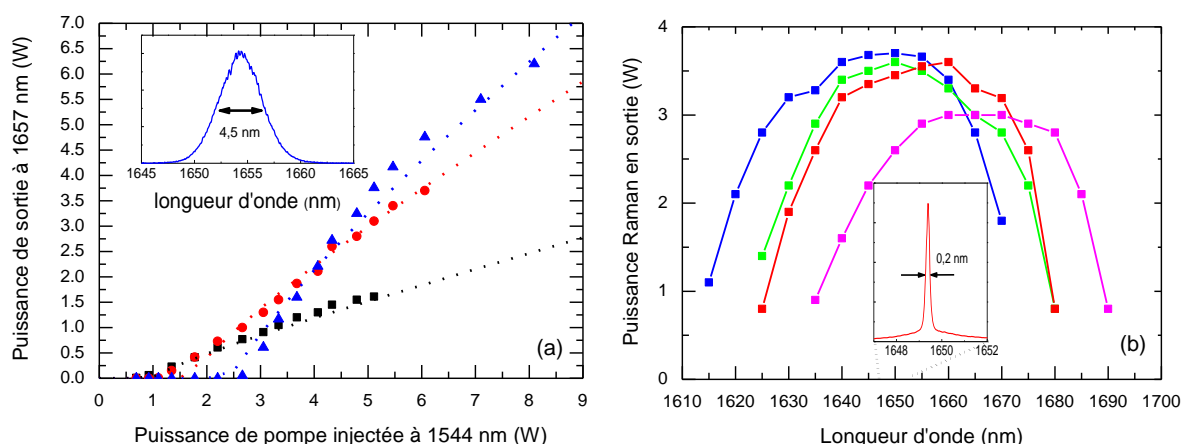 7.0
6.5
6.0
5.5
5.0
4.5
4.0
3.5
3.0
2.5
2.0
1.5
1.0
0.5
0.0
Puissance de sortie à 1657 nm (W)
4,5 nm
1645 1650 1655 1660 1665
longueur d'onde (nm)
(a)
0 1 2 3 4 5 6 7 8 9
Puissance de pompe injectée à 1544 nm (W)
4
3
2
1
0
Puissance Raman en sortie (W)
0,2 nm
1648 1650 1652
(b)
1610 1620 1630 1640 1650 1660 1670 1680 1690 1700
Longueur d'onde (nm)